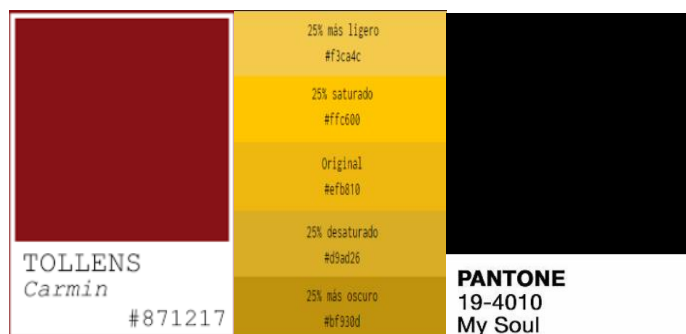 TOLLENS
Carmin
#871217
25% más lígero
#f3ca4c
25% saturado
#ffc600
Original
#efb810
25% desaturado
#d9ad26
25% más oscuro
#bf930d
PANTONE
19-4010
My Soul